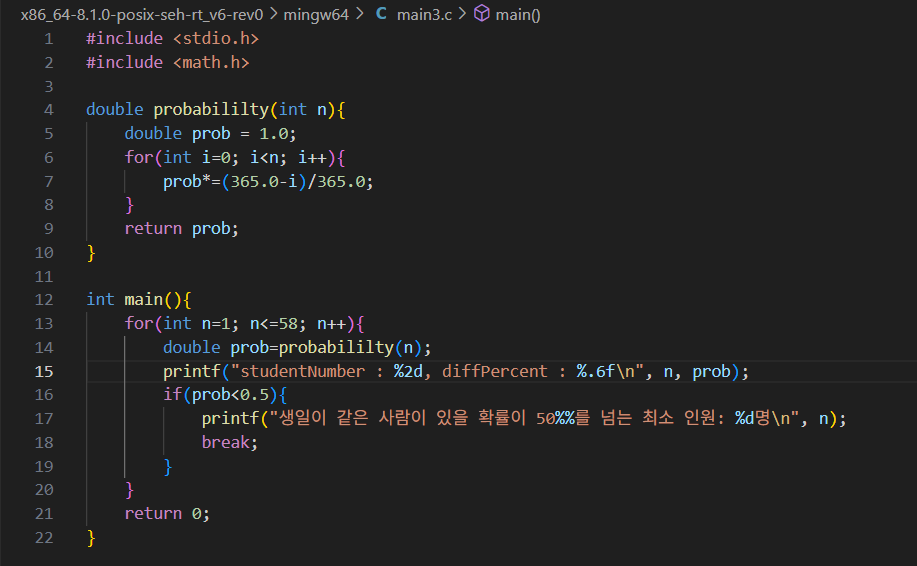 x86_64-8.1.0-posix-seh-rt_v6-rev0 > mingw64 > C main3.c > main()
1 #include <stdio.h>
2 #include <math.h>
3
4 double probabililty(int n){
5     double prob = 1.0;
6     for(int i=0; i<n; i++){
7         prob*=(365.0-i)/365.0;
8     }
9     return prob;
10 }
11
12 int main(){
13     for(int n=1; n<=58; n++){
14         double prob=probabililty(n);
15         printf("studentNumber : %2d, diffPercent : %.6f\n", n, prob);
16         if(prob<0.5){
17             printf("생일이 같은 사람이 있을 확률이 50%%를 넘는 최소 인원: %d명\n", n);
18             break;
19         }
20     }
21     return 0;
22 }